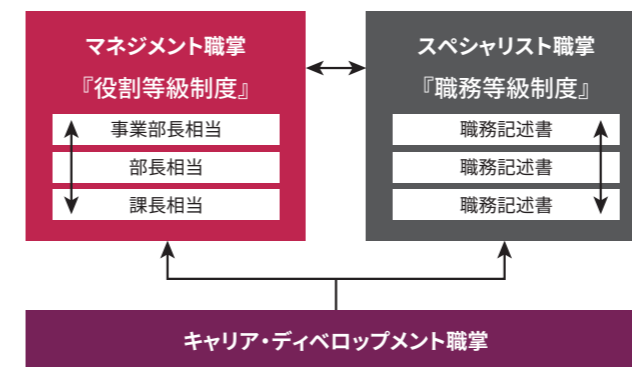 マネジメント職掌
『役割等級制度』
事業部長相当
部長相当
課長相当
スペシャリスト職掌
『職務等級制度』
職務記述書
職務記述書
職務記述書
キャリア・ディベロップメント職掌